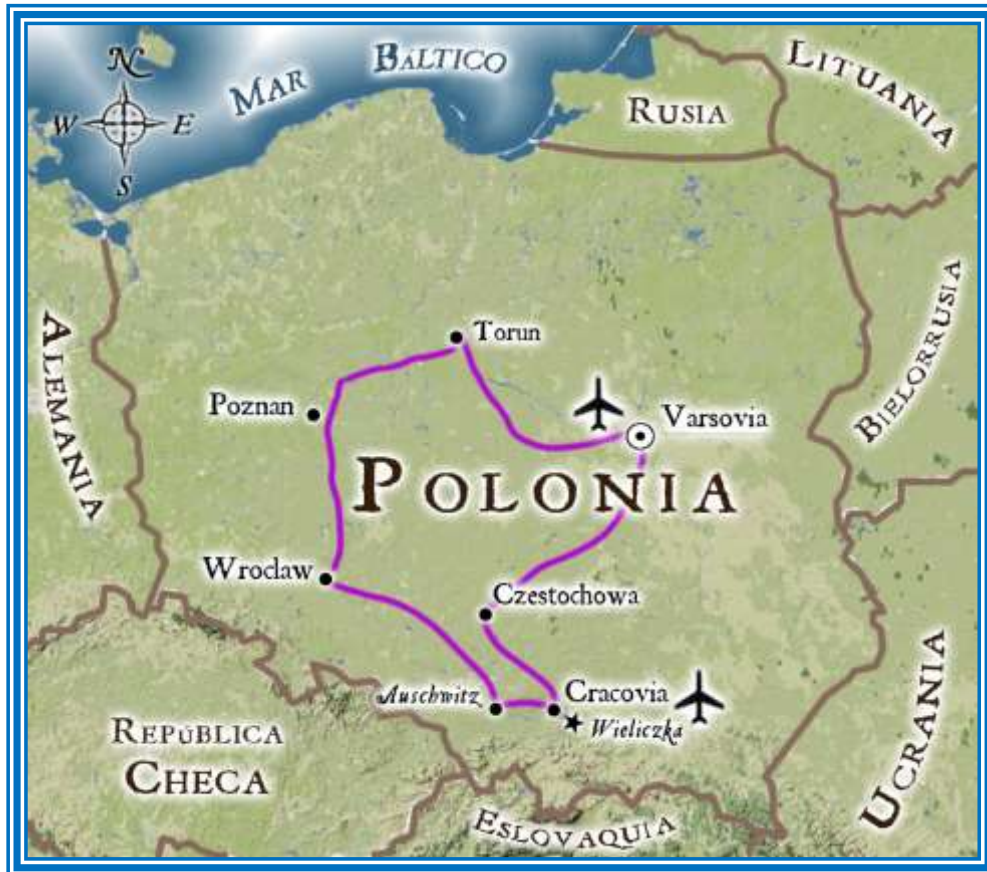 N
W E
S
MAR BÁLTICO
LITUANIA
RUSIA
ALEMANIA
BIELORRUSIA
Torun
Poznan
Varsovia
POLONIA
Wroclaw
Czestochowa
Auschwitz
Cracovia
Wieliczka
REPÚBLICA
CHECA
UCRANIA
ESLOVAQUIA